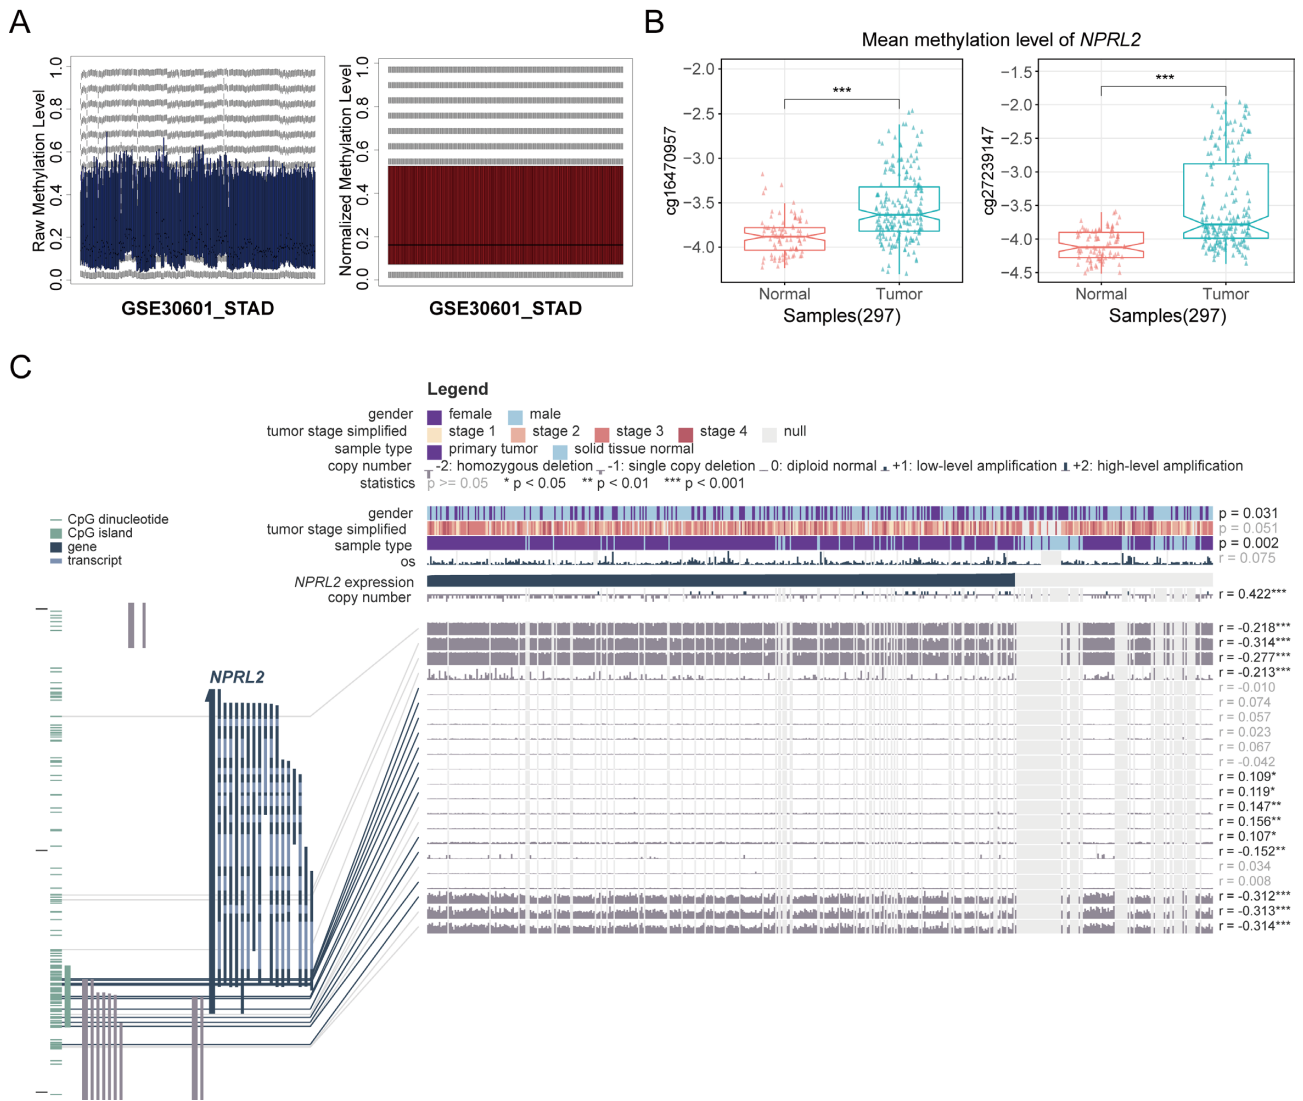 A
Raw Methylation Level
0.0
0.2
0.4
0.6
0.8
1.0
GSE30601_STAD
Normalized Methylation Level
0.0
0.2
0.4
0.6
0.8
1.0
GSE30601_STAD
B
Mean methylation level of NPRL2
cg16470957
−2.0
−2.5
−3.0
−3.5
−4.0
***
Normal Tumor
Samples(297)
cg27239147
−1.5
−2.0
−2.5
−3.0
−3.5
−4.0
−4.5
***
Normal Tumor
Samples(297)
C
Legend
gender female male
tumor stage simplified stage 1 stage 2 stage 3 stage 4 null
sample type primary tumor solid tissue normal
copy number -2: homozygous deletion -1: single copy deletion 0: diploid normal +1: low-level amplification +2: high-level amplification
statistics p >= 0.05 * p < 0.05 ** p < 0.01 *** p < 0.001
CpG dinucleotide
CpG island
gene
transcript
gender p = 0.031
tumor stage simplified p = 0.051
sample type p = 0.002
os r = 0.075
NPRL2 expression
copy number r = 0.422***
NPRL2
r = -0.218***
r = -0.314***
r = -0.277***
r = -0.213***
r = -0.010
r = 0.074
r = 0.057
r = 0.023
r = 0.067
r = -0.042
r = 0.109*
r = 0.119*
r = 0.147**
r = 0.156**
r = 0.107*
r = -0.152**
r = 0.034
r = 0.008
r = -0.312***
r = -0.313***
r = -0.314***